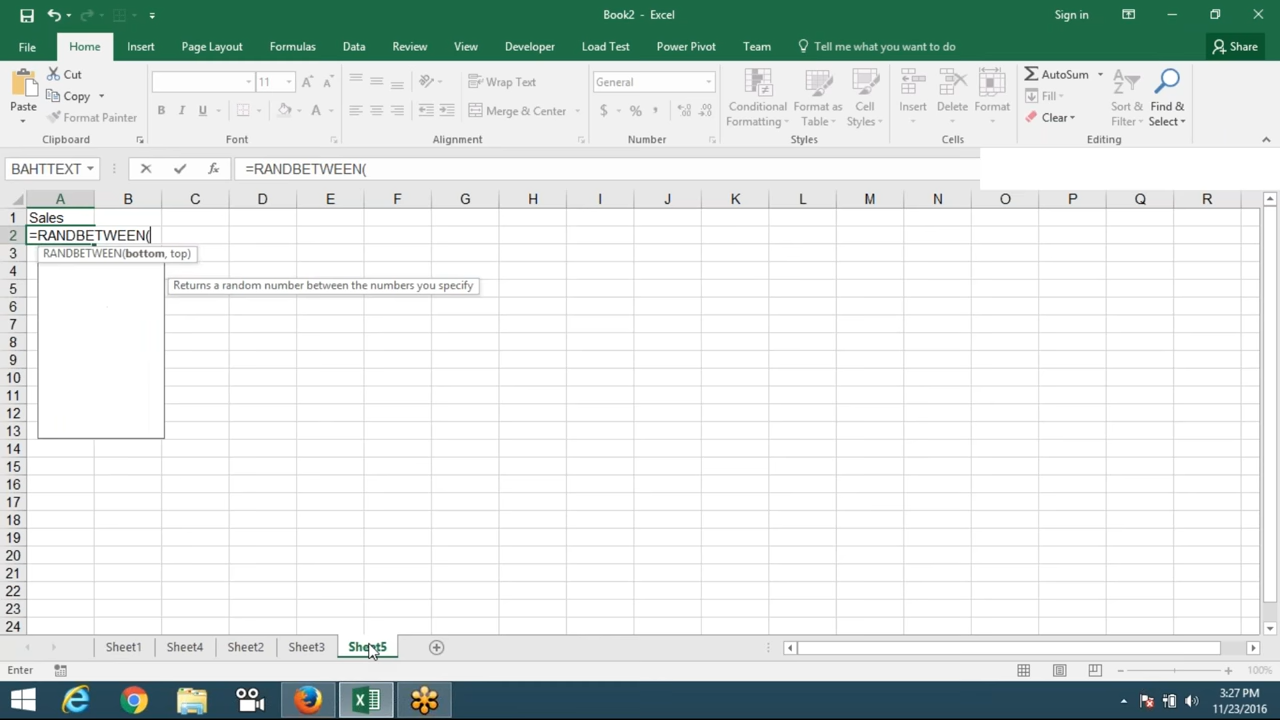 Book2 - Excel
Sign in
File Home Insert Page Layout Formulas Data Review View Developer Load Test Power Pivot Team Tell me what you want to do Share
Paste
Cut
Copy
Format Painter
Clipboard
11
Font
Wrap Text
Merge & Center
Alignment
General
Number
Conditional Formatting
Format as Table
Cell Styles
Styles
Insert
Delete
Format
Cells
AutoSum
Fill
Clear
Sort & Filter
Find & Select
Editing
BAHTTEXT
=RANDBETWEEN(
A B C D E F G H I J K L M N O P Q R
1 Sales
2 =RANDBETWEEN(
3 RANDBETWEEN(bottom, top)
4
5 Returns a random number between the numbers you specify
6
7
8
9
10
11
12
13
14
15
16
17
18
19
20
21
22
23
24
Sheet1 Sheet4 Sheet2 Sheet3 Sheet5
Enter
100%
3:27 PM
11/23/2016